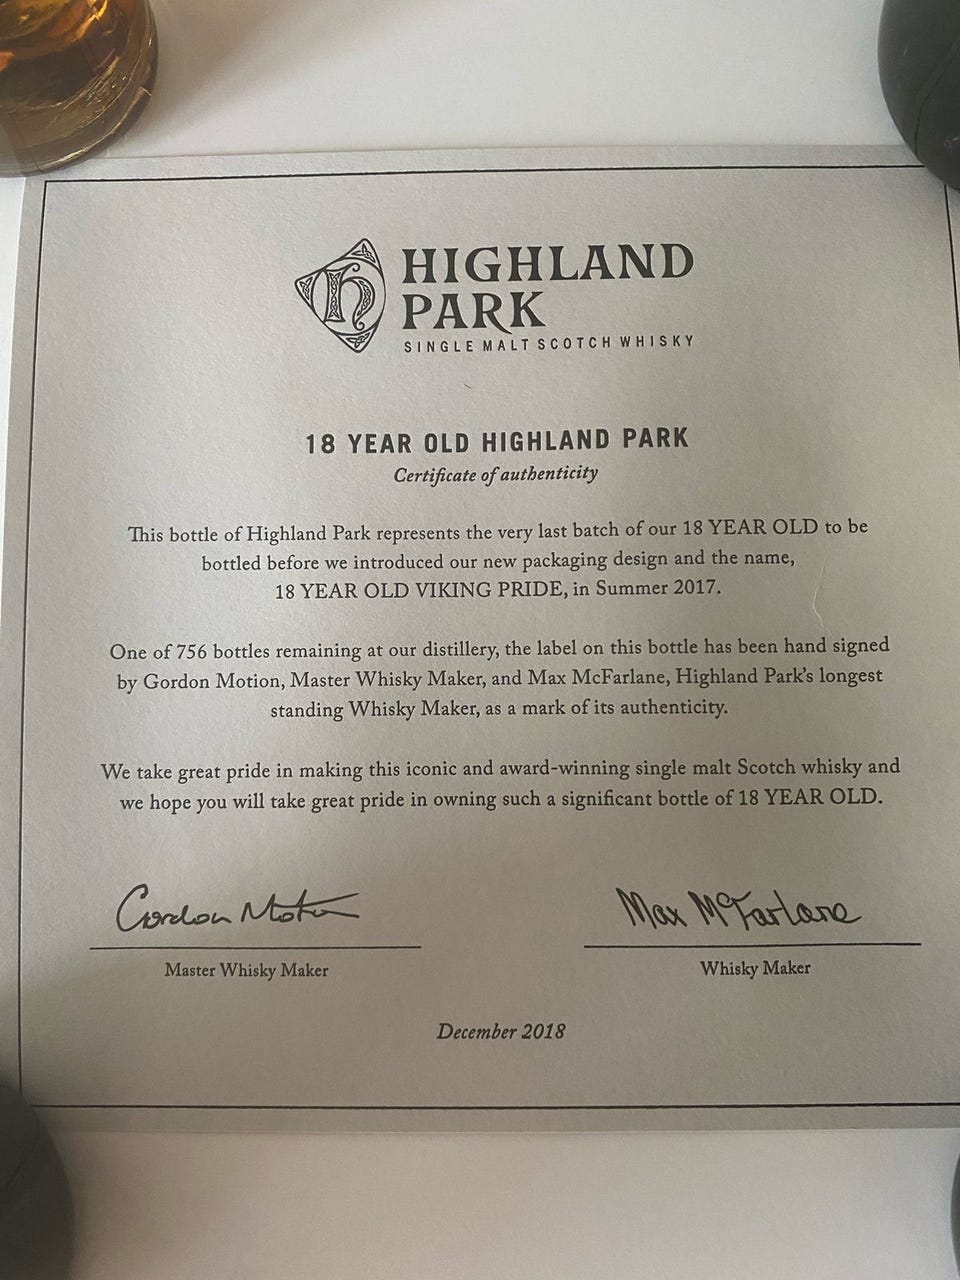 HIGHLAND
PARK
SINGLE MALT SCOTCH WHISKY
18 YEAR OLD HIGHLAND PARK
Certificate of authenticity
This bottle of Highland Park represents the very last batch of our 18 YEAR OLD to be
bottled before we introduced our new packaging design and the name,
18 YEAR OLD VIKING PRIDE, in Summer 2017.
One of 756 bottles remaining at our distillery, the label on this bottle has been hand signed
by Gordon Motion, Master Whisky Maker, and Max McFarlane, Highland Park's longest
standing Whisky Maker, as a mark of its authenticity.
We take great pride in making this iconic and award-winning single malt Scotch whisky and
we hope you will take great pride in owning such a significant bottle of 18 YEAR OLD.
Gordon Motion Max McFarlane
Master Whisky Maker Whisky Maker
December 2018